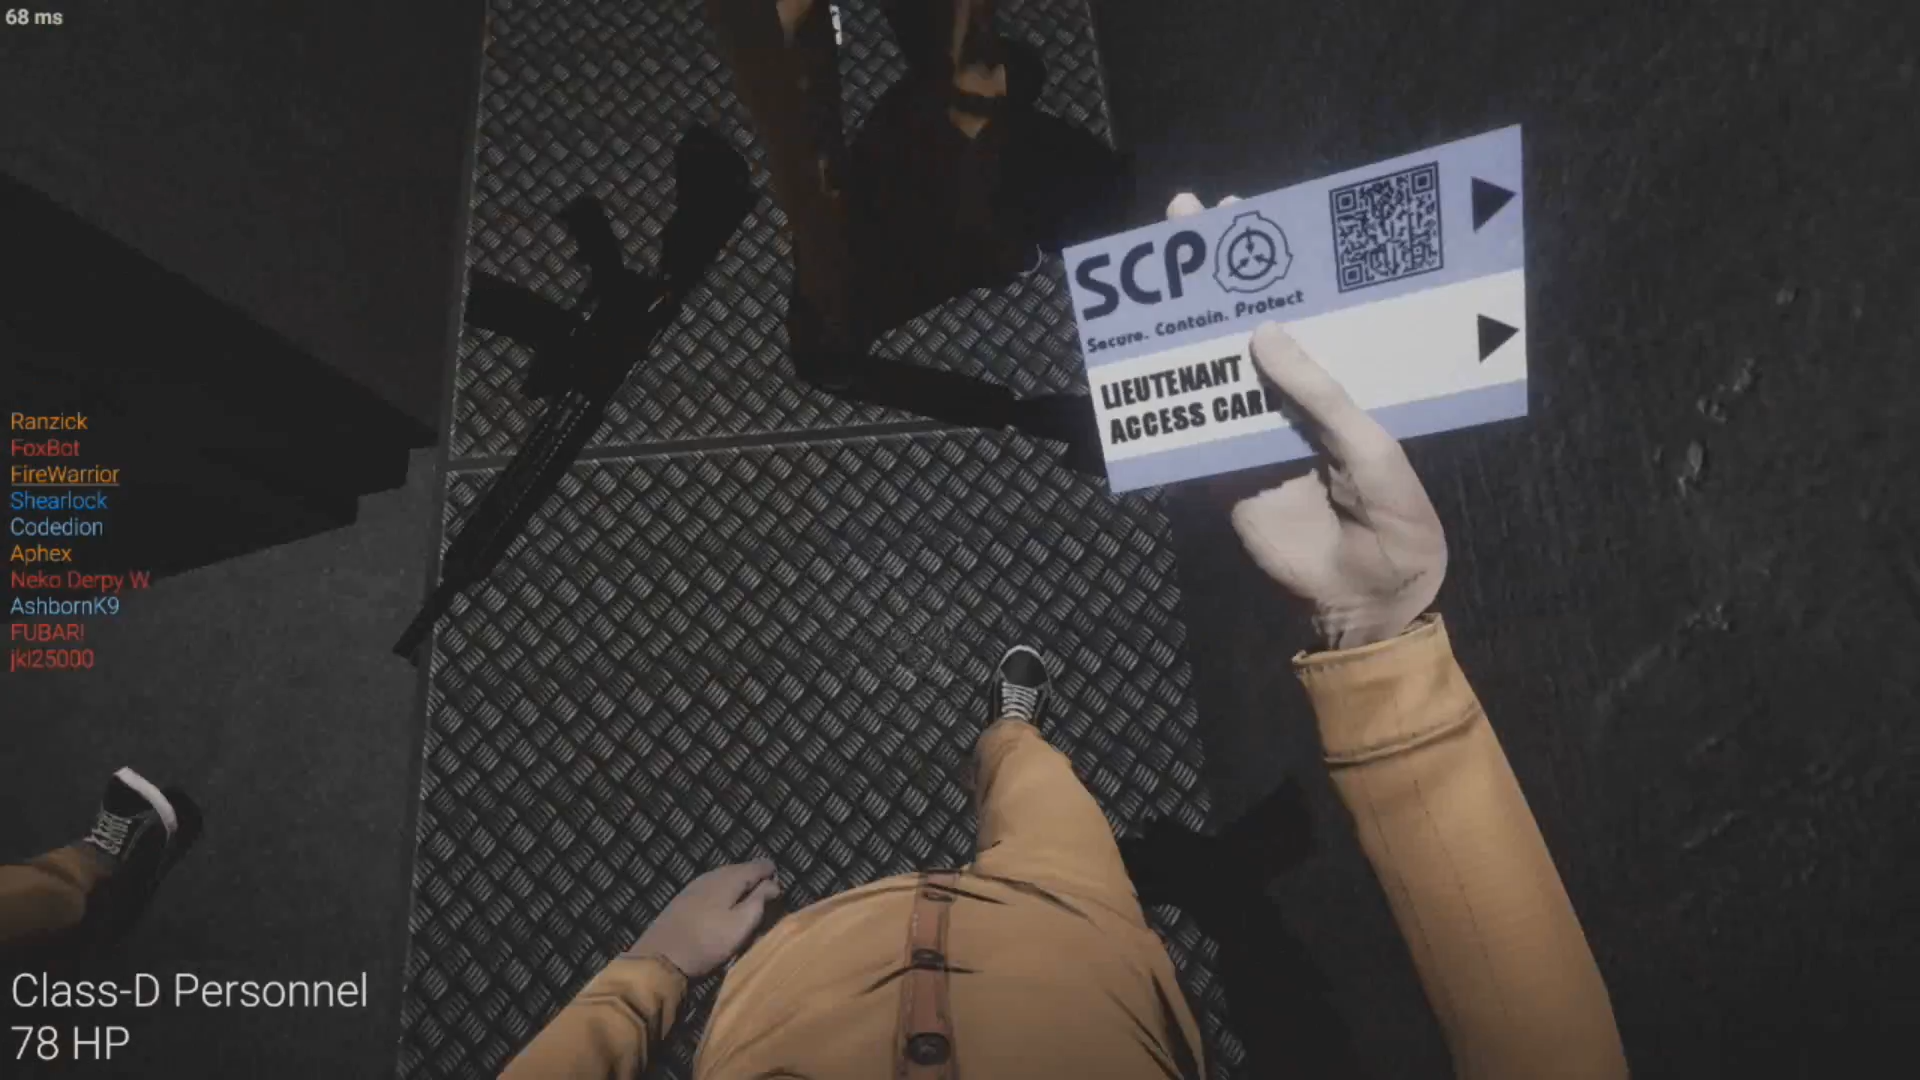 68 ms
SCP
Secure. Contain. Protect
LIEUTENANT
ACCESS CARD
Ranzick
FoxBot
FireWarrior
Shearlock
Codedion
Aphex
Neko Derpy W
AshbornK9
FUBAR!
jkl25000
Class-D Personnel
78 HP